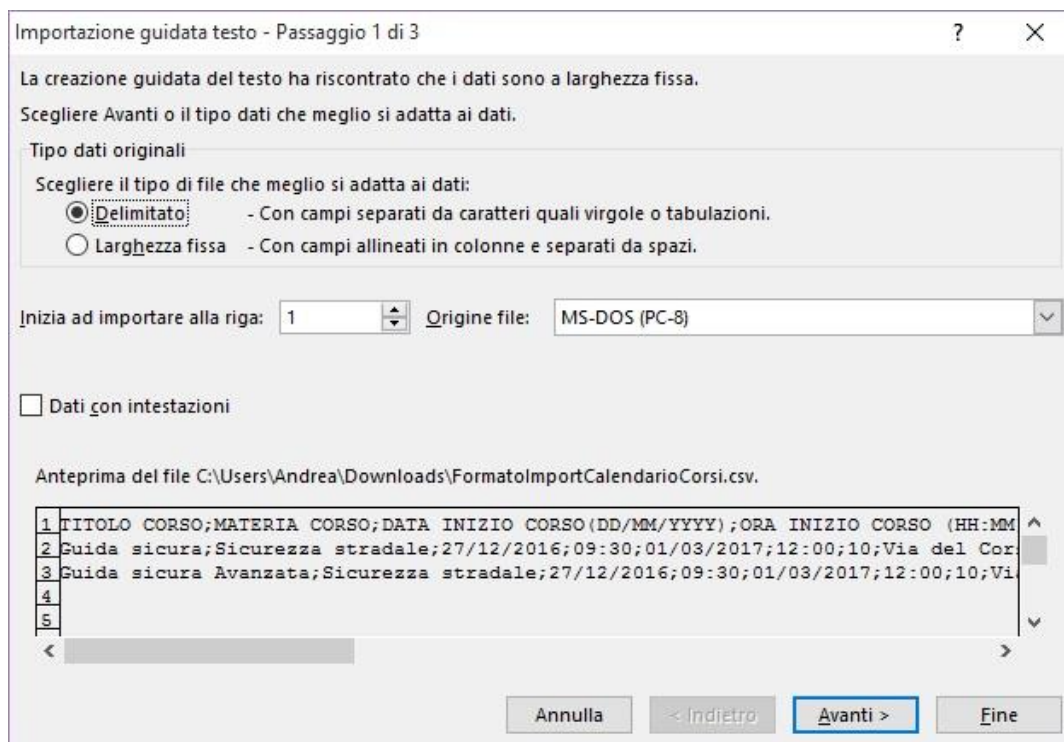 Importazione guidata testo - Passaggio 1 di 3 ?
La creazione guidata del testo ha riscontrato che i dati sono a larghezza fissa.
Scegliere Avanti o il tipo dati che meglio si adatta ai dati.
Tipo dati originali
Scegliere il tipo di file che meglio si adatta ai dati:
Delimitato - Con campi separati da caratteri quali virgole o tabulazioni.
Larghezza fissa - Con campi allineati in colonne e separati da spazi.
Inizia ad importare alla riga: 1 Origine file: MS-DOS (PC-8)
Dati con intestazioni
Anteprima del file C:\Users\Andrea\Downloads\FormatoImportCalendarioCorsi.csv.
1 TITOLO CORSO;MATERIA CORSO;DATA INIZIO CORSO(DD/MM/YYYY);ORA INIZIO CORSO (HH:MM
2 Guida sicura;Sicurezza stradale;27/12/2016;09:30;01/03/2017;12:00;10;Via del Cors
3 Guida sicura Avanzata;Sicurezza stradale;27/12/2016;09:30;01/03/2017;12:00;10;Via
4
5
Annulla < Indietro Avanti > Fine